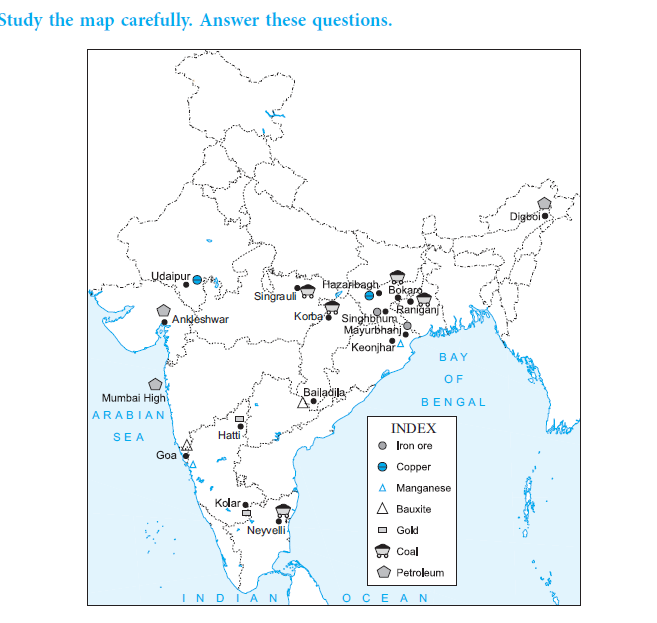 Study the map carefully. Answer these questions.
Digboi
Udaipur
Hazaribagh
Singrauli
Bokaro
Raniganj
Ankleshwar
Korba
Singhbhum
Mayurbhanj
Keonjhar
BAY
OF
BENGAL
Mumbai High
Bailadila
ARABIAN
SEA
Hatti
Goa
Kolar
Neyvelli
INDEX
Iron ore
Copper
Manganese
Bauxite
Gold
Coal
Petroleum
INDIAN OCEAN